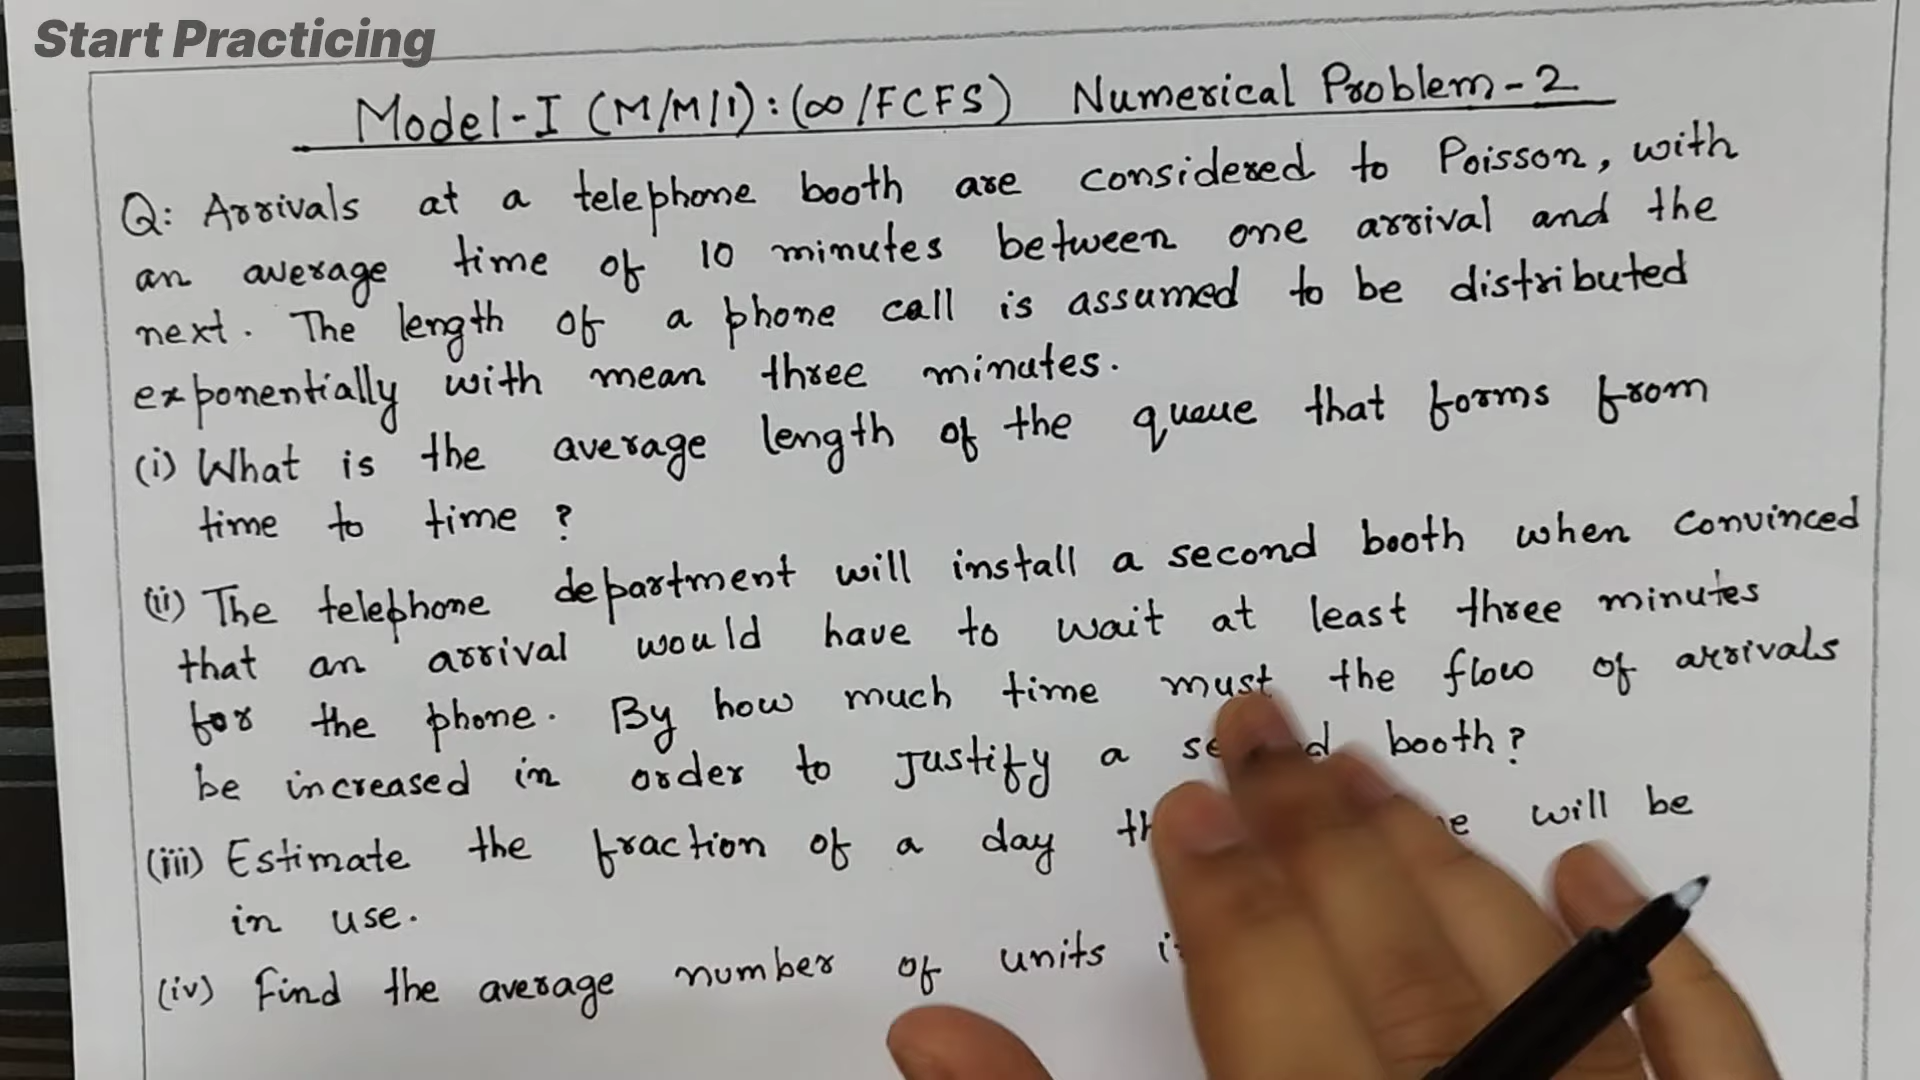 Start Practicing
Model-I (M/M/1):(∞/FCFS) Numerical Problem-2
Q: Arrivals at a telephone booth are considered to Poisson, with
an average time of 10 minutes between one arrival and the
next. The length of a phone call is assumed to be distributed
exponentially with mean three minutes.
(i) What is the average length of the queue that forms from
time to time ?
(ii) The telephone department will install a second booth when convinced
that an arrival would have to wait at least three minutes
for the phone. By how much time must the flow of arrivals
be increased in order to justify a booth?
(iii) Estimate the fraction of a day will be
in use.
(iv) Find the average number of units